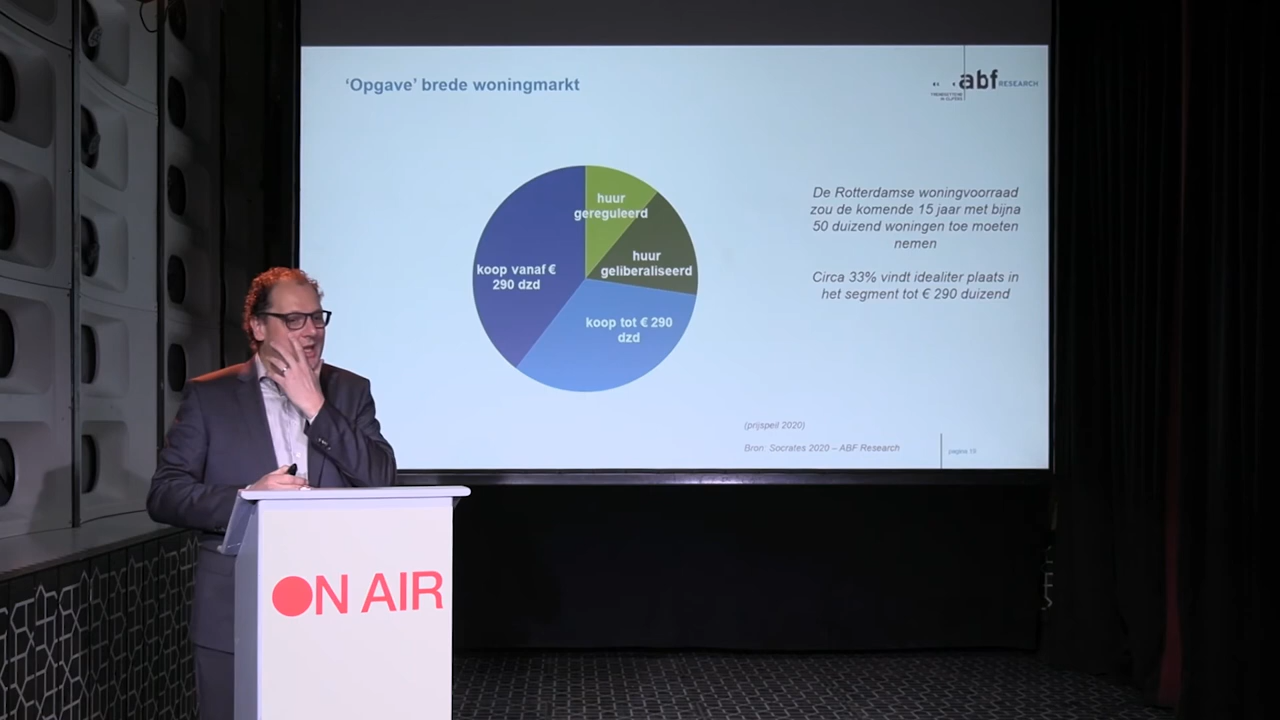 ‘Opgave’ brede woningmarkt
abf RESEARCH
huur
gereguleerd
huur
geliberaliseerd
koop vanaf €
290 dzd
koop tot € 290
dzd
De Rotterdamse woningvoorraad
zou de komende 15 jaar met bijna
50 duizend woningen toe moeten
nemen
Circa 33% vindt idealiter plaats in
het segment tot € 290 duizend
(prijspeil 2020)
Bron: Socrates 2020 – ABF Research
pagina
ON AIR